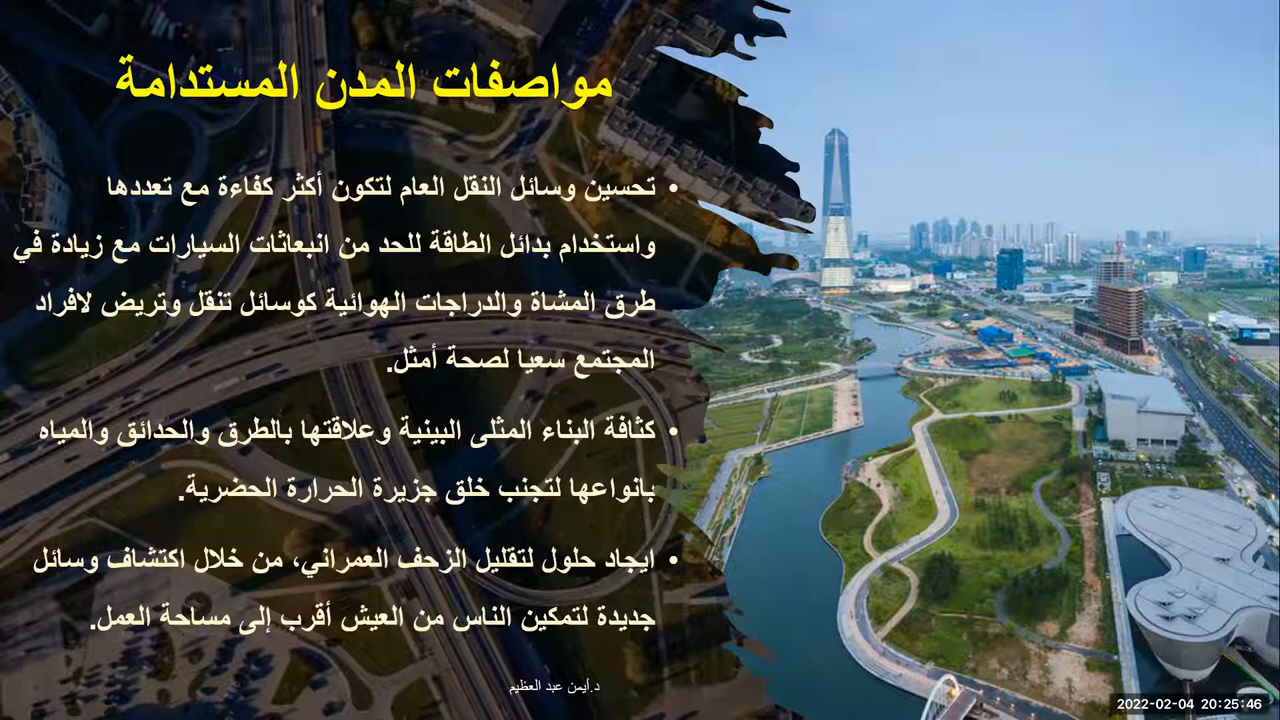 مواصفات المدن المستدامة
• تحسين وسائل النقل العام لتكون أكثر كفاءة مع تعددها
واستخدام بدائل الطاقة للحد من انبعاثات السيارات مع زيادة في
طرق المشاة والدراجات الهوائية كوسائل تنقل وتريض لافراد
المجتمع سعيا لصحة أمثل.
• كثافة البناء المثلى البينية وعلاقتها بالطرق والحدائق والمياه
بانواعها لتجنب خلق جزيرة الحرارة الحضرية.
• ايجاد حلول لتقليل الزحف العمراني، من خلال اكتشاف وسائل
جديدة لتمكين الناس من العيش أقرب إلى مساحة العمل.
د.أيمن عبد العظيم
2022-02-04 20:25:46